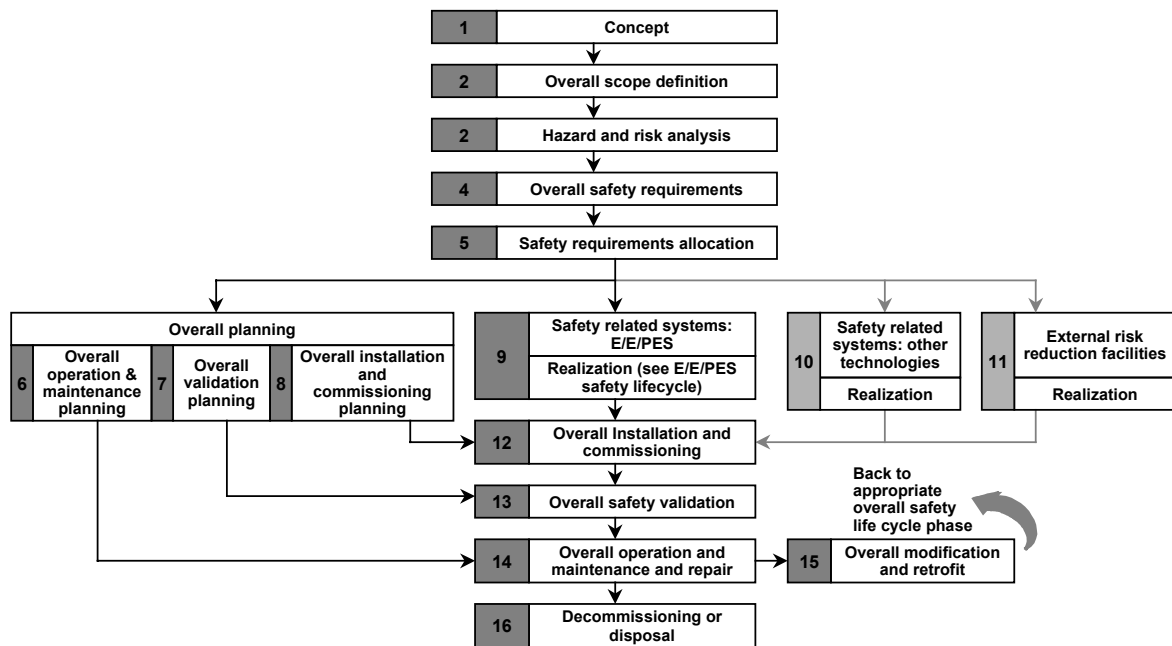 1
Concept
2
Overall scope definition
2
Hazard and risk analysis
4
Overall safety requirements
5
Safety requirements allocation
Overall planning
6
Overall
operation &
maintenance
planning
7
Overall
validation
planning
8
Overall installation
and
commissioning
planning
9
Safety related systems:
E/E/PES
Realization (see E/E/PES
safety lifecycle)
10
Safety related
systems: other
technologies
Realization
11
External risk
reduction facilities
Realization
12
Overall Installation and
commissioning
13
Overall safety validation
14
Overall operation and
maintenance and repair
Back to
appropriate
overall safety
life cycle phase
15
Overall modification
and retrofit
16
Decommissioning or
disposal